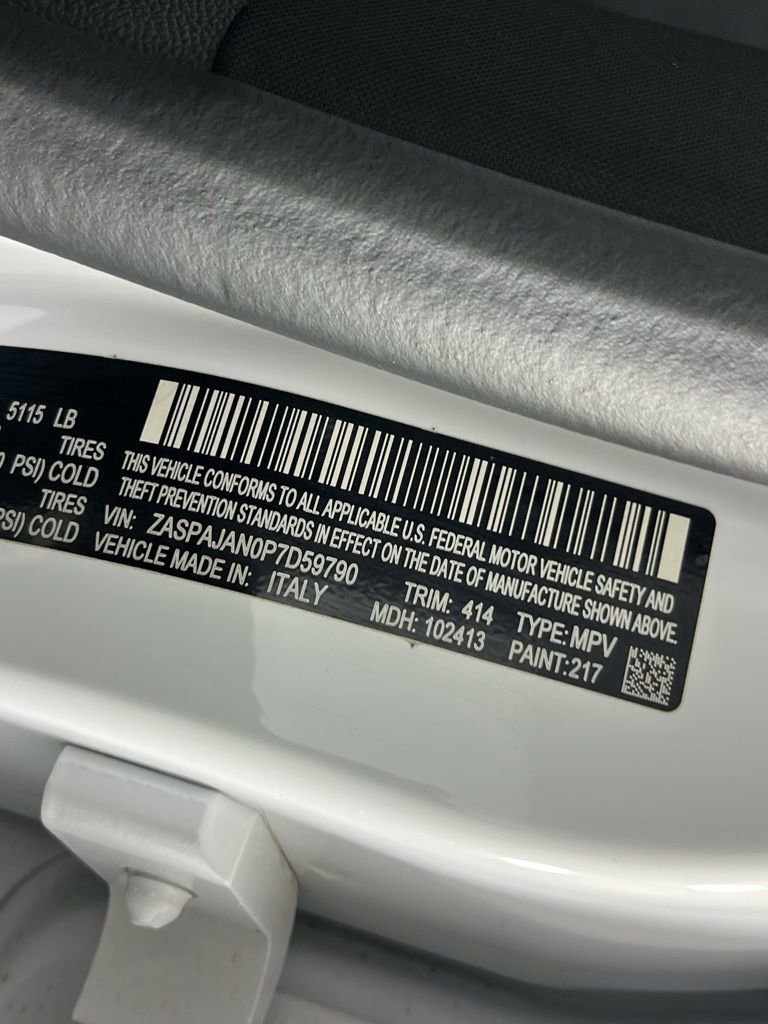 5115 LB
TIRES
0 PSI) COLD
TIRES
PSI) COLD
THIS VEHICLE CONFORMS TO ALL APPLICABLE U.S. FEDERAL MOTOR VEHICLE SAFETY AND
THEFT PREVENTION STANDARDS IN EFFECT ON THE DATE OF MANUFACTURE SHOWN ABOVE.
VIN: ZASPAJAN0P7D59790 TRIM: 414 TYPE: MPV
VEHICLE MADE IN: ITALY MDH: 102413 PAINT:217